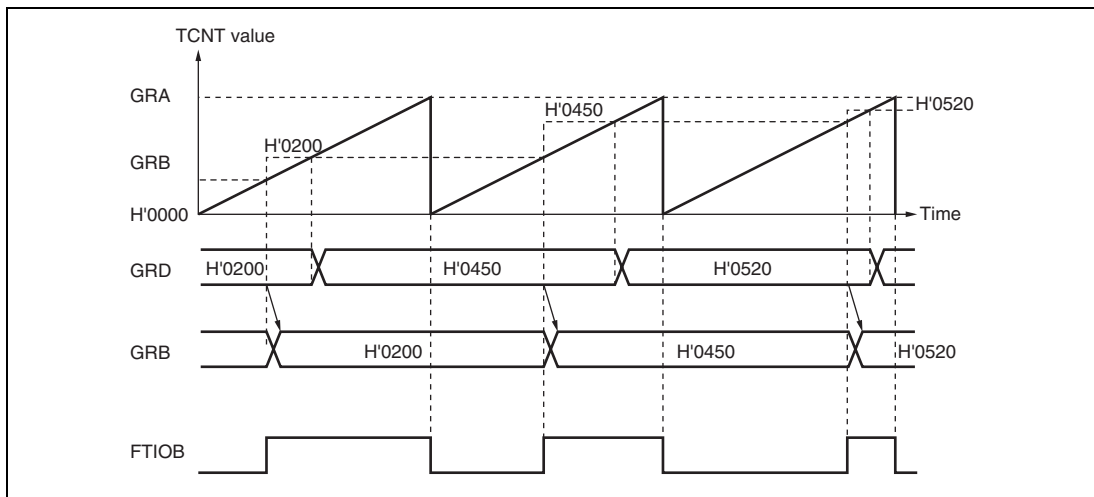 TCNT value
GRA
H'0450
H'0520
H'0200
GRB
H'0000
Time
GRD
H'0200
H'0450
H'0520
GRB
H'0200
H'0450
H'0520
FTIOB